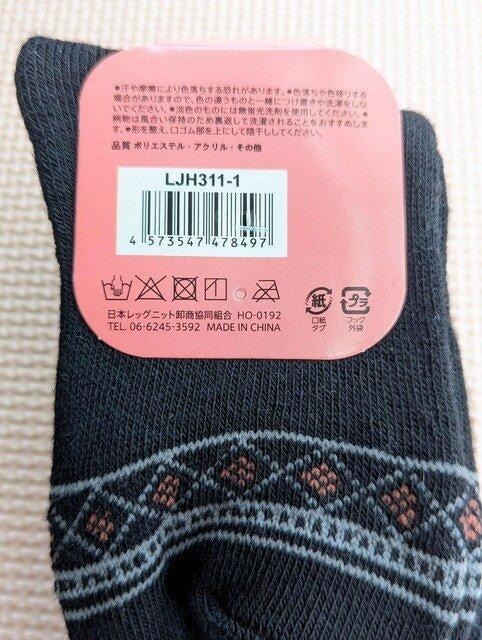 ●汗や摩擦により色落ちする恐れがあります。●色落ちや色移りする
場合がありますので、色の違うものと一緒につけ置きや洗濯をしな
いでください。●淡色のものには無蛍光洗剤を使用してください。●
柄物は風合い保持のため裏返して洗濯されることをおすすめしま
す。●形を整え、口ゴム部を上にして陰干ししてください。
品質 ポリエステル・アクリル・その他
LJH311-1
4 573547 478497
日本レッグニット卸商協同組合 HO-0192
TEL. 06-6245-3592 MADE IN CHINA
紙
口紙
タグ
プラ
フック
外袋